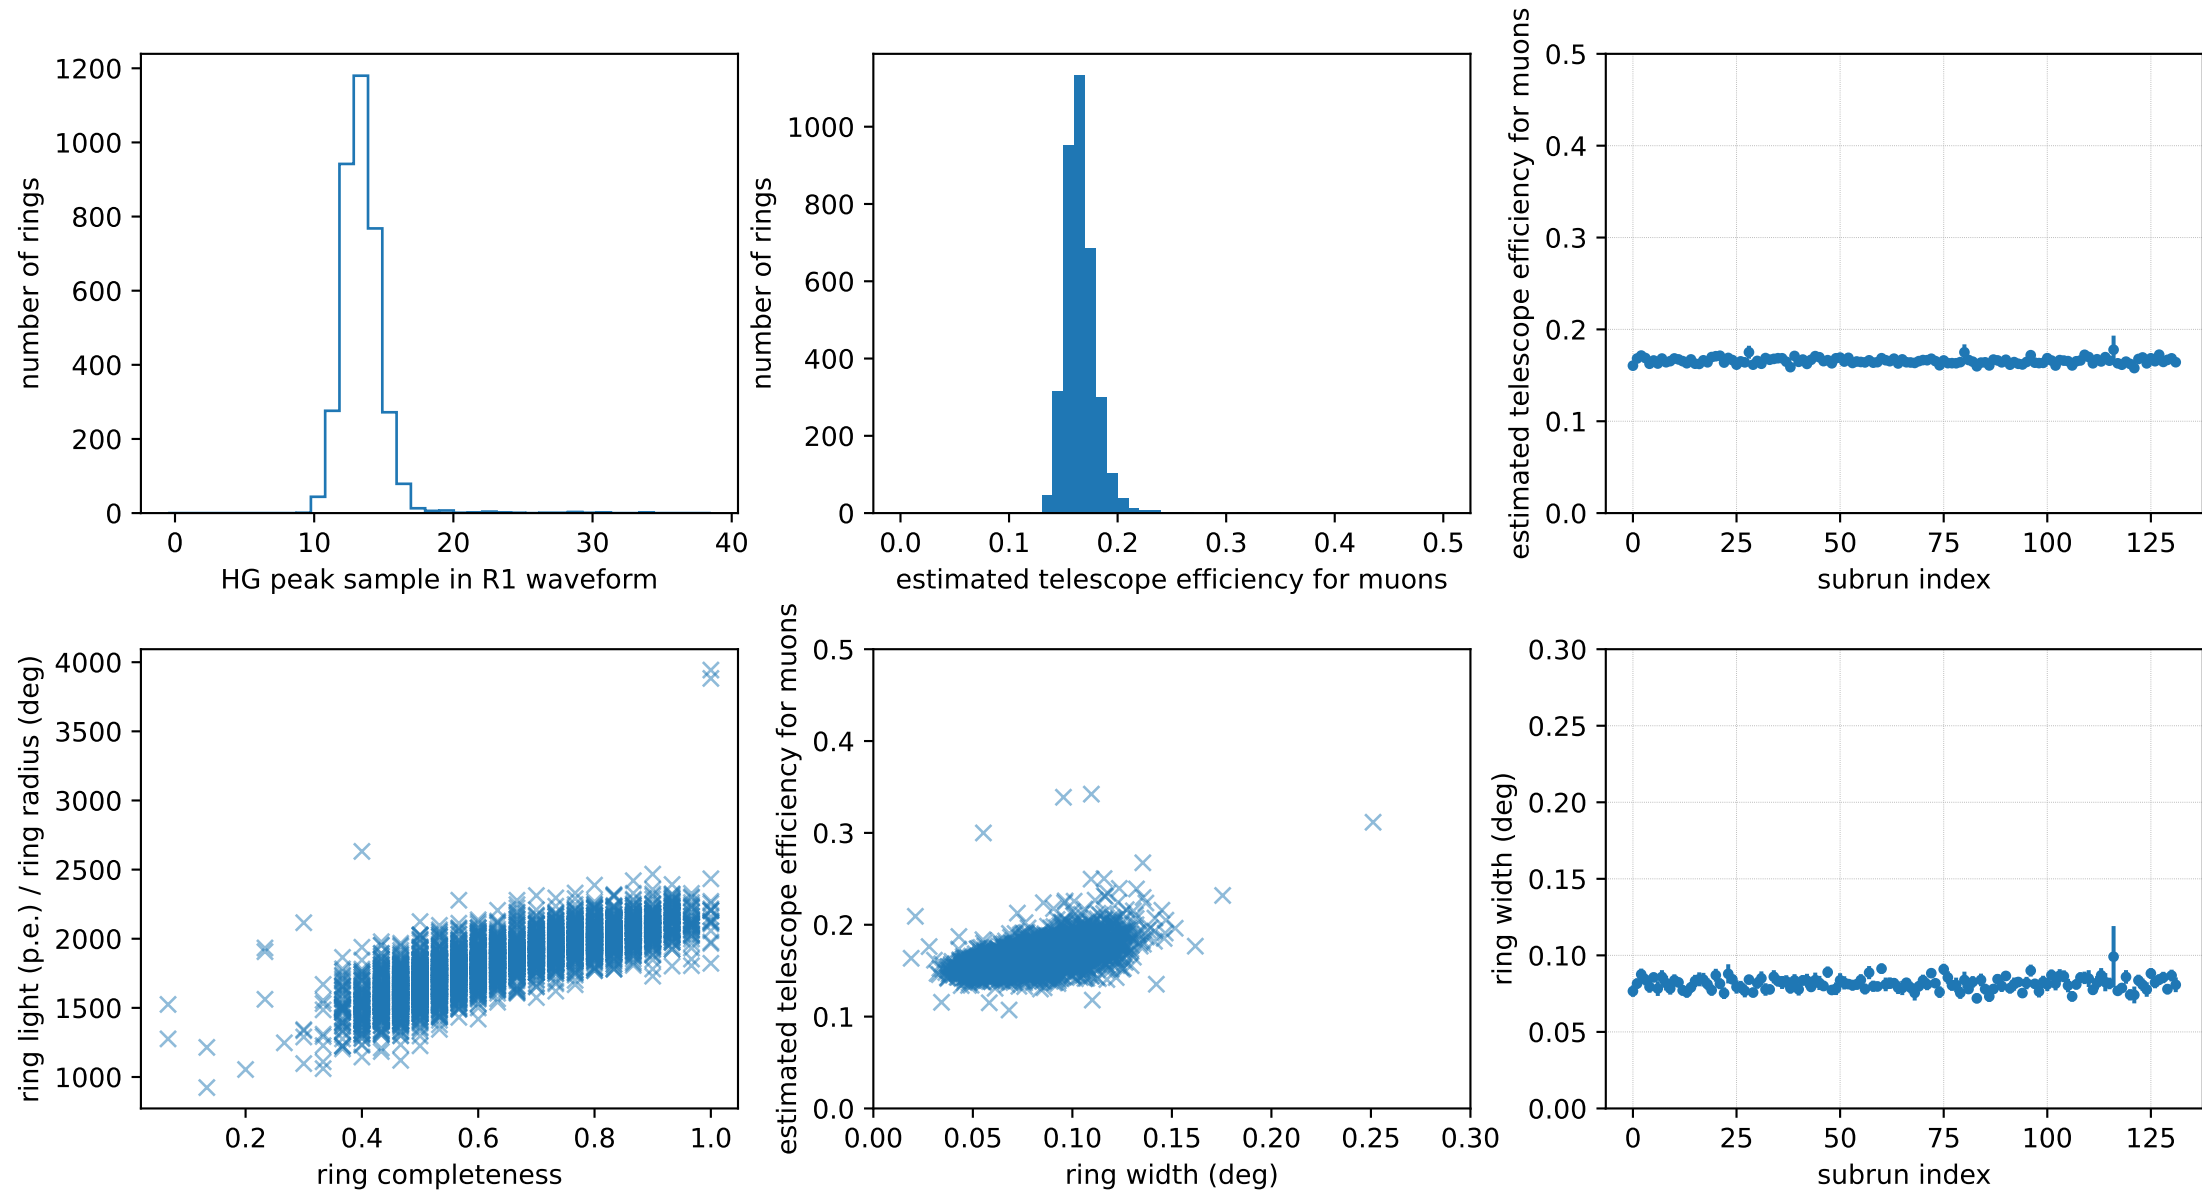 number of rings
1200
1000
800
600
400
200
0
0 10 20 30 40
HG peak sample in R1 waveform
number of rings
1000
800
600
400
200
0
0.0 0.1 0.2 0.3 0.4 0.5
estimated telescope efficiency for muons
estimated telescope efficiency for muons
0.5
0.4
0.3
0.2
0.1
0.0
0 25 50 75 100 125
subrun index
ring light (p.e.) / ring radius (deg)
4000
3500
3000
2500
2000
1500
1000
0.2 0.4 0.6 0.8 1.0
ring completeness
estimated telescope efficiency for muons
0.5
0.4
0.3
0.2
0.1
0.0
0.00 0.05 0.10 0.15 0.20 0.25 0.30
ring width (deg)
ring width (deg)
0.30
0.25
0.20
0.15
0.10
0.05
0.00
0 25 50 75 100 125
subrun index